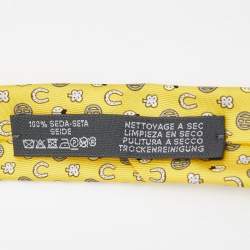 100% SEDA-SETA
SEIDE
NETTOYAGE A SEC
LIMPIEZA EN SECO
PULITURA A SECCO
TROCKENREINIGUNG